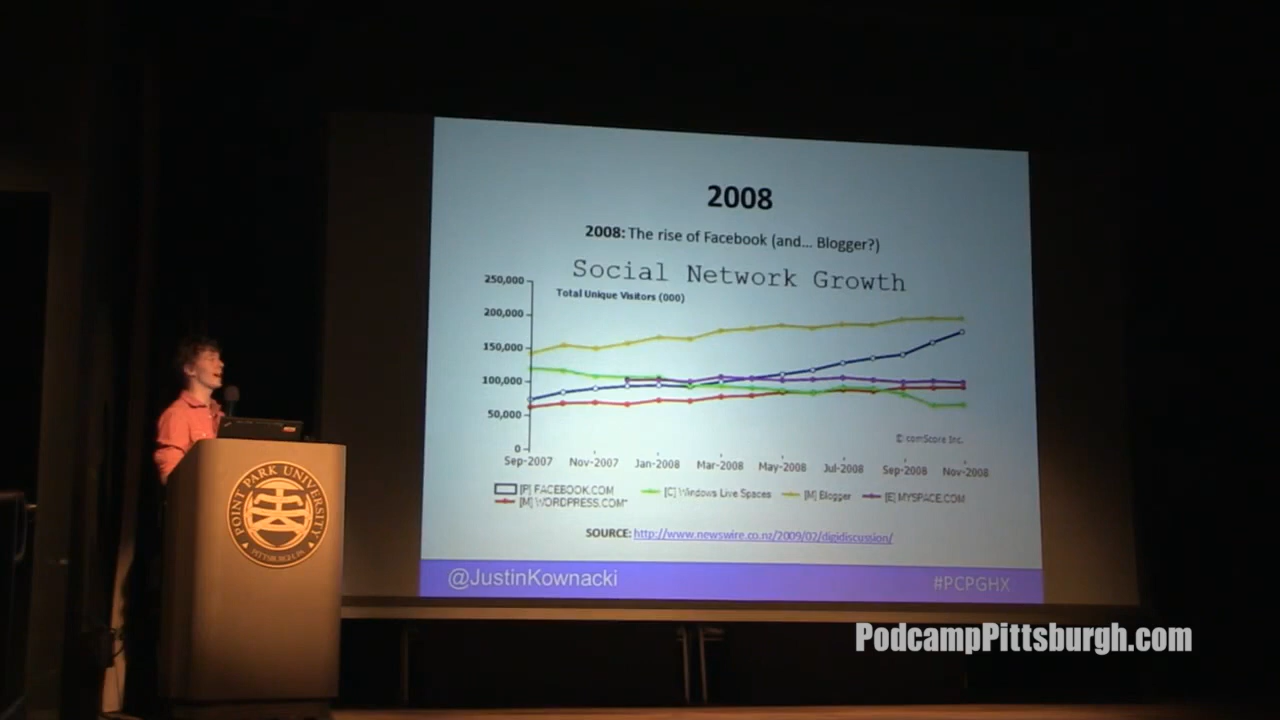 2008
2008: The rise of Facebook (and... Blogger?)
Social Network Growth
Total Unique Visitors (000)
250,000
200,000
150,000
100,000
50,000
0
Sep-2007 Nov-2007 Jan-2008 Mar-2008 May-2008 Jul-2008 Sep-2008 Nov-2008
© comScore Inc.
[P] FACEBOOK.COM [C] Windows Live Spaces [M] Blogger [E] MYSPACE.COM
[M] WORDPRESS.COM*
SOURCE: http://www.newswire.co.nz/2009/02/digidiscussion/
@JustinKownacki #PCPGHX
POINT PARK UNIVERSITY
PITTSBURGH, PA
PodcampPittsburgh.com